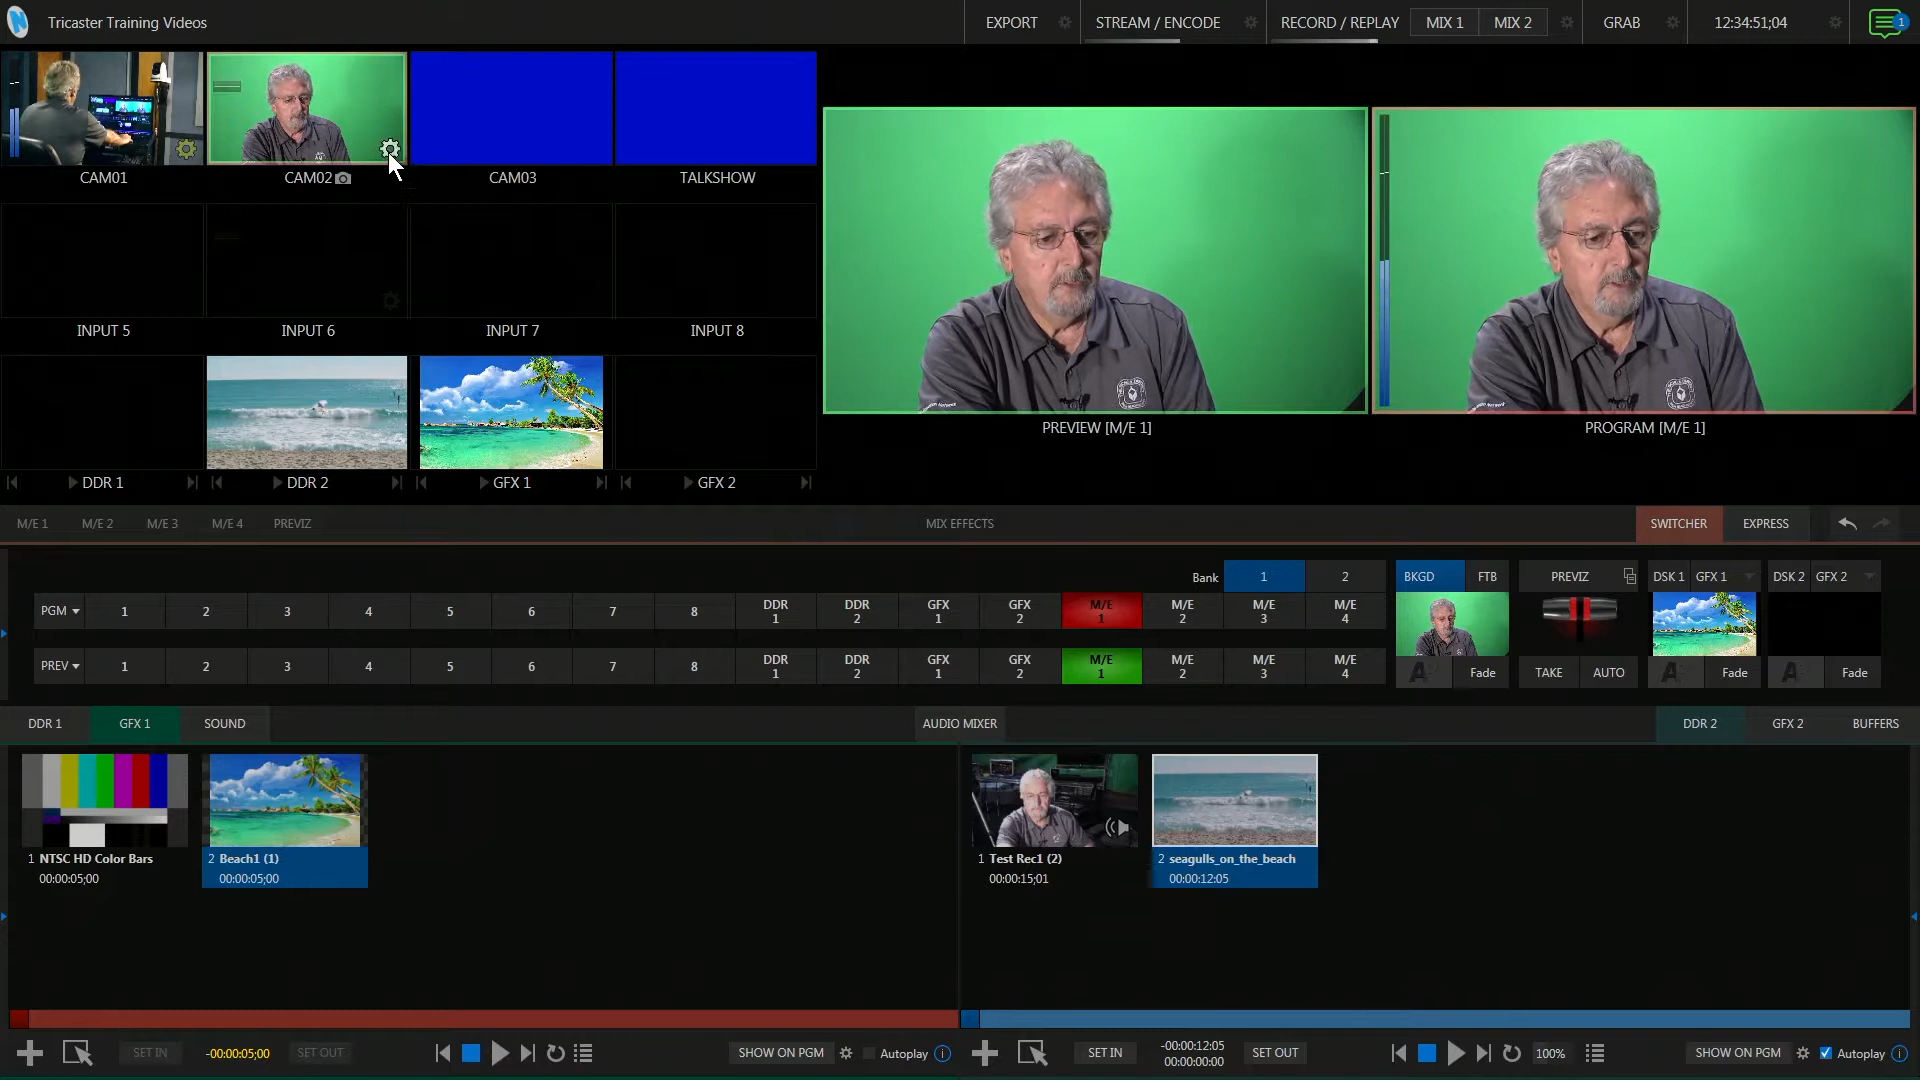 Tricaster Training Videos
EXPORT
STREAM / ENCODE
RECORD / REPLAY
MIX 1
MIX 2
GRAB
12:34:51;04
1
CAM01
CAM02
CAM03
TALKSHOW
INPUT 5
INPUT 6
INPUT 7
INPUT 8
DDR 1
DDR 2
GFX 1
GFX 2
PREVIEW [M/E 1]
PROGRAM [M/E 1]
M/E 1
M/E 2
M/E 3
M/E 4
PREVIZ
MIX EFFECTS
SWITCHER
EXPRESS
Bank
1
2
BKGD
FTB
PREVIZ
DSK 1
GFX 1
DSK 2
GFX 2
PGM
1
2
3
4
5
6
7
8
DDR 1
DDR 2
GFX 1
GFX 2
M/E 1
M/E 2
M/E 3
M/E 4
PREV
1
2
3
4
5
6
7
8
DDR 1
DDR 2
GFX 1
GFX 2
M/E 1
M/E 2
M/E 3
M/E 4
Fade
TAKE
AUTO
Fade
Fade
DDR 1
GFX 1
SOUND
AUDIO MIXER
DDR 2
GFX 2
BUFFERS
1 NTSC HD Color Bars
00:00:05;00
2 Beach1 (1)
00:00:05;00
1 Test Rec1 (2)
00:00:15;01
2 seagulls_on_the_beach
00:00:12:05
SET IN
-00:00:05;00
SET OUT
SHOW ON PGM
Autoplay
SET IN
-00:00:12:05
00:00:00:00
SET OUT
100%
SHOW ON PGM
Autoplay